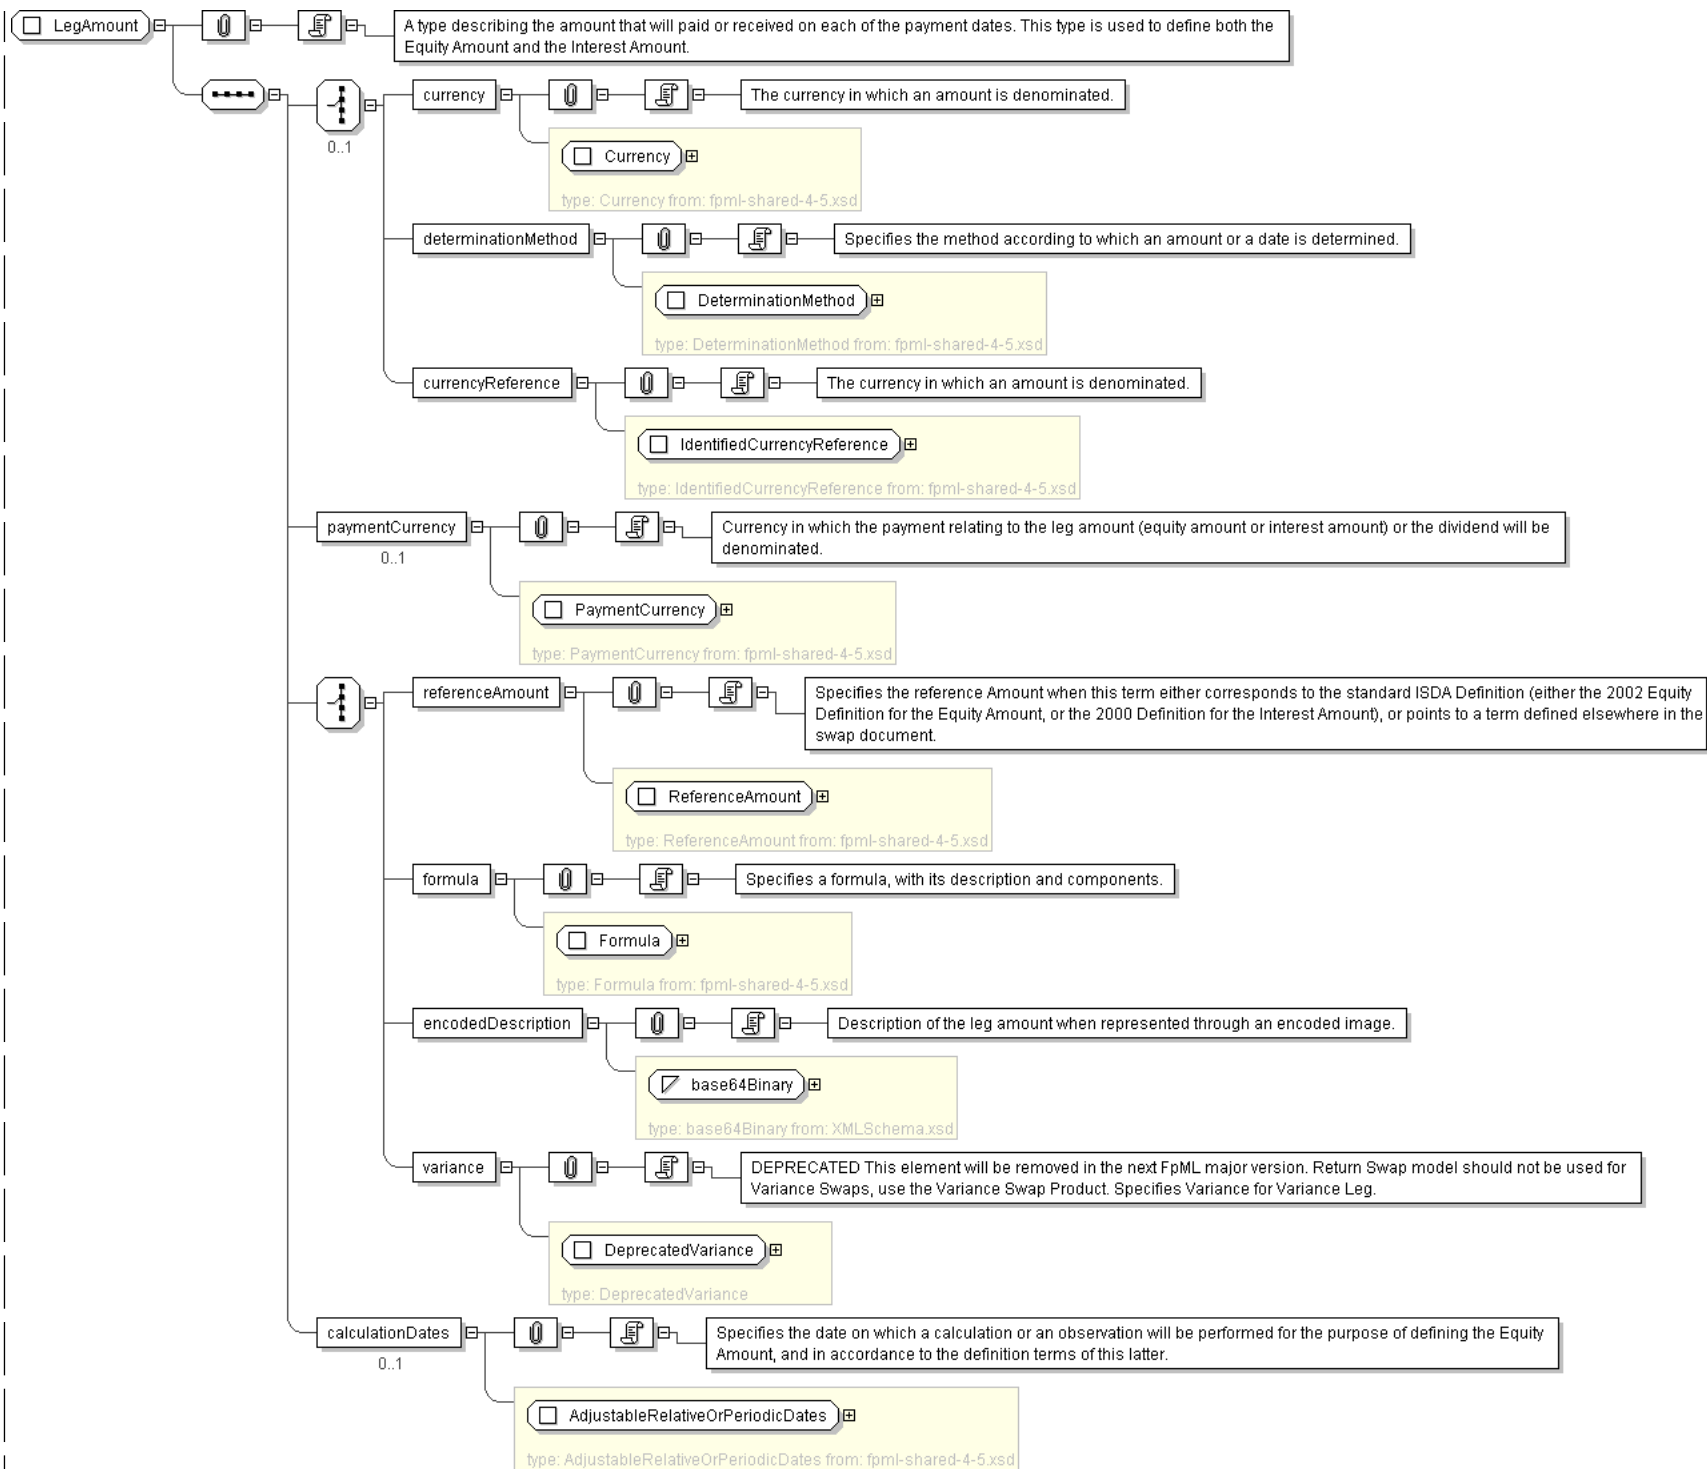 LegAmount
A type describing the amount that will paid or received on each of the payment dates. This type is used to define both the
Equity Amount and the Interest Amount.
0..1
currency
The currency in which an amount is denominated.
Currency
type: Currency from: fpml-shared-4-5.xsd
determinationMethod
Specifies the method according to which an amount or a date is determined.
DeterminationMethod
type: DeterminationMethod from: fpml-shared-4-5.xsd
currencyReference
The currency in which an amount is denominated.
IdentifiedCurrencyReference
type: IdentifiedCurrencyReference from: fpml-shared-4-5.xsd
paymentCurrency
0..1
Currency in which the payment relating to the leg amount (equity amount or interest amount) or the dividend will be
denominated.
PaymentCurrency
type: PaymentCurrency from: fpml-shared-4-5.xsd
referenceAmount
Specifies the reference Amount when this term either corresponds to the standard ISDA Definition (either the 2002 Equity
Definition for the Equity Amount, or the 2000 Definition for the Interest Amount), or points to a term defined elsewhere in the
swap document.
ReferenceAmount
type: ReferenceAmount from: fpml-shared-4-5.xsd
formula
Specifies a formula, with its description and components.
Formula
type: Formula from: fpml-shared-4-5.xsd
encodedDescription
Description of the leg amount when represented through an encoded image.
base64Binary
type: base64Binary from: XMLSchema.xsd
variance
DEPRECATED This element will be removed in the next FpML major version. Return Swap model should not be used for
Variance Swaps, use the Variance Swap Product. Specifies Variance for Variance Leg.
DeprecatedVariance
type: DeprecatedVariance
calculationDates
0..1
Specifies the date on which a calculation or an observation will be performed for the purpose of defining the Equity
Amount, and in accordance to the definition terms of this latter.
AdjustableRelativeOrPeriodicDates
type: AdjustableRelativeOrPeriodicDates from: fpml-shared-4-5.xsd